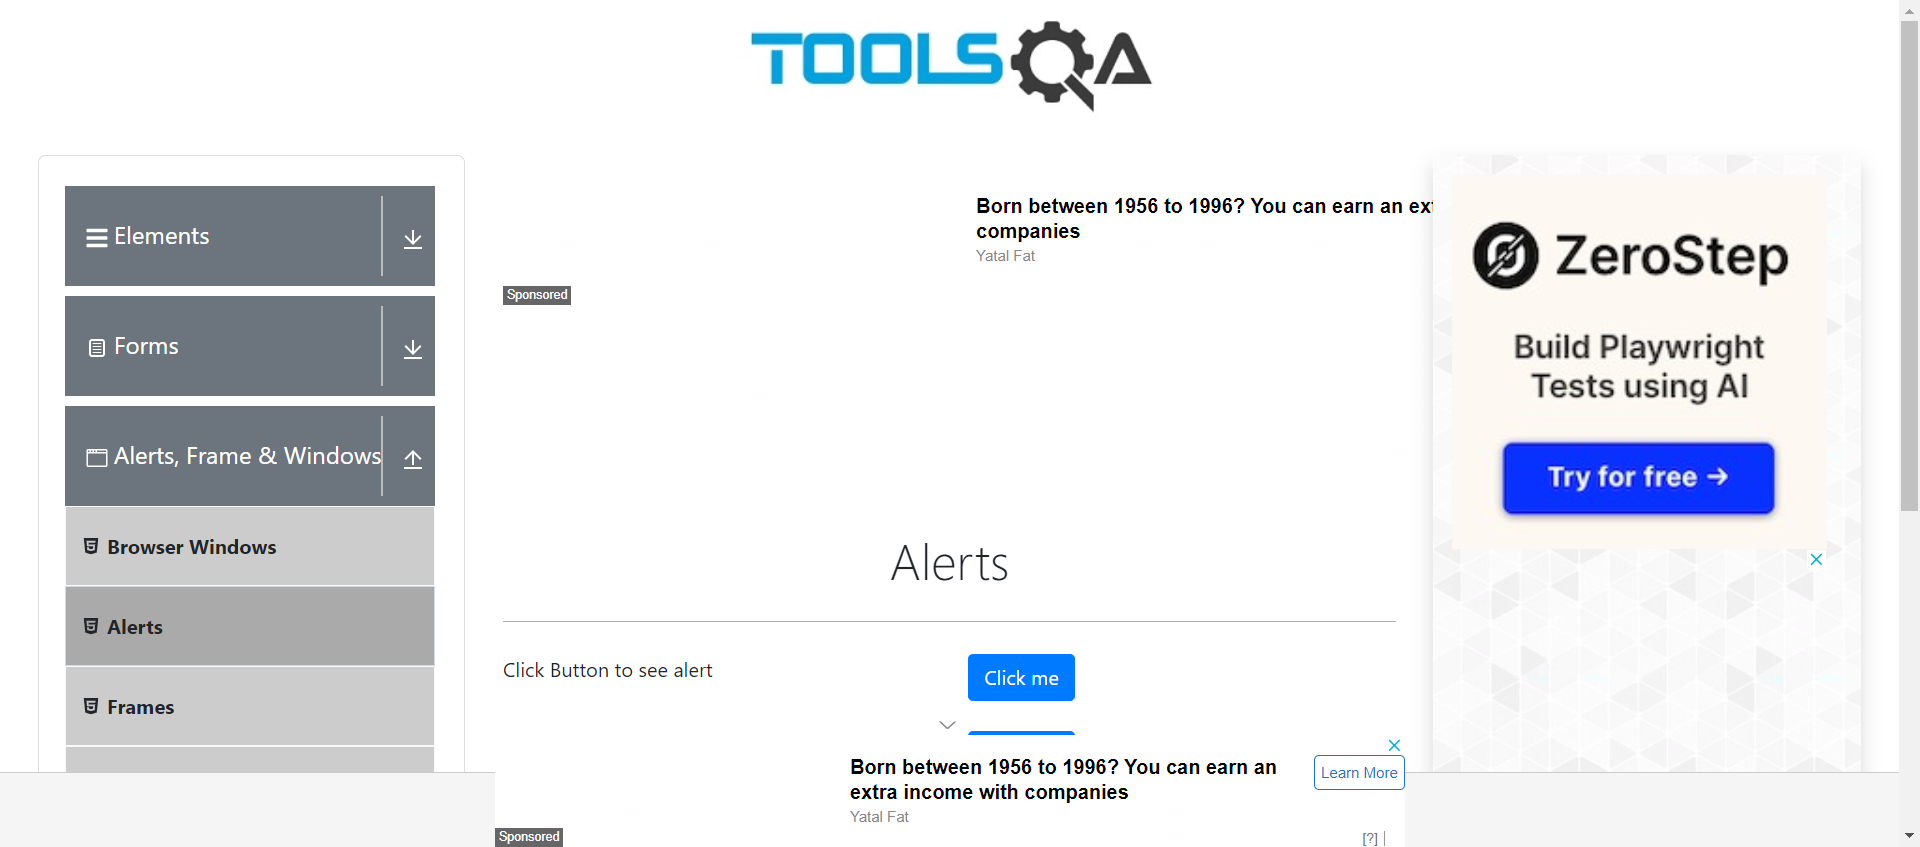 TOOLSQA
Elements
Forms
Alerts, Frame & Windows
Browser Windows
Alerts
Frames
Born between 1956 to 1996? You can earn an
companies
Yatal Fat
Sponsored
Alerts
Click Button to see alert
Click me
Born between 1956 to 1996? You can earn an
extra income with companies
Yatal Fat
Learn More
Sponsored
[?]
ZeroStep
Build Playwright
Tests using AI
Try for free →